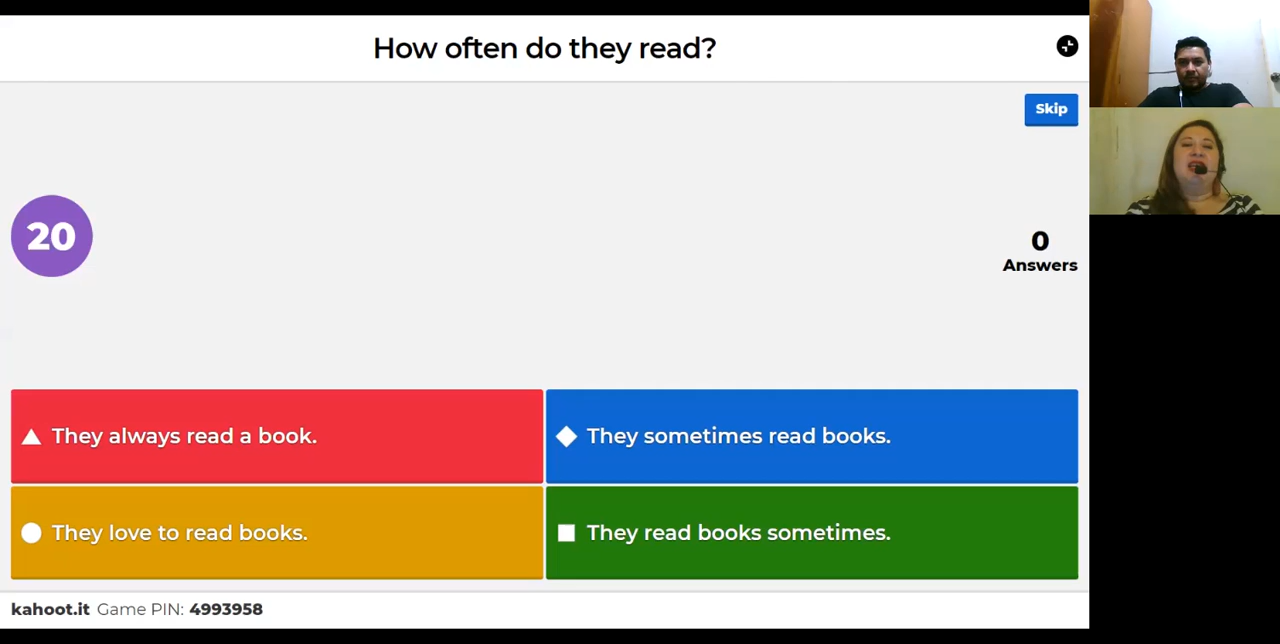 How often do they read?
Skip
20
0
Answers
They always read a book.
They sometimes read books.
They love to read books.
They read books sometimes.
kahoot.it Game PIN: 4993958